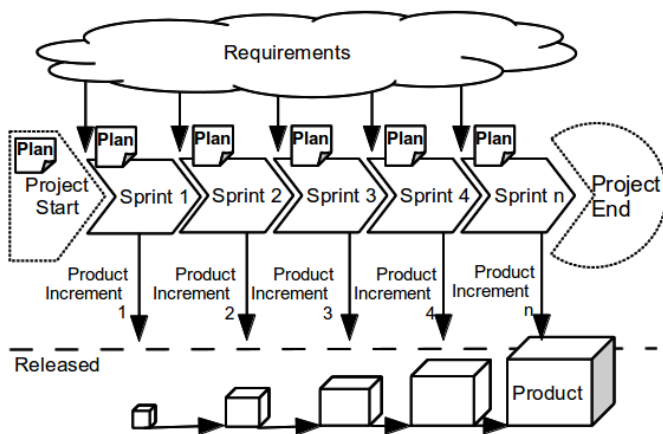 Requirements
Plan
Plan
Plan
Plan
Plan
Plan
Project
Start
Sprint 1
Sprint 2
Sprint 3
Sprint 4
Sprint n
Project
End
Product
Increment
1
Product
Increment
2
Product
Increment
3
Product
Increment
4
Product
Increment
n
Released
Product